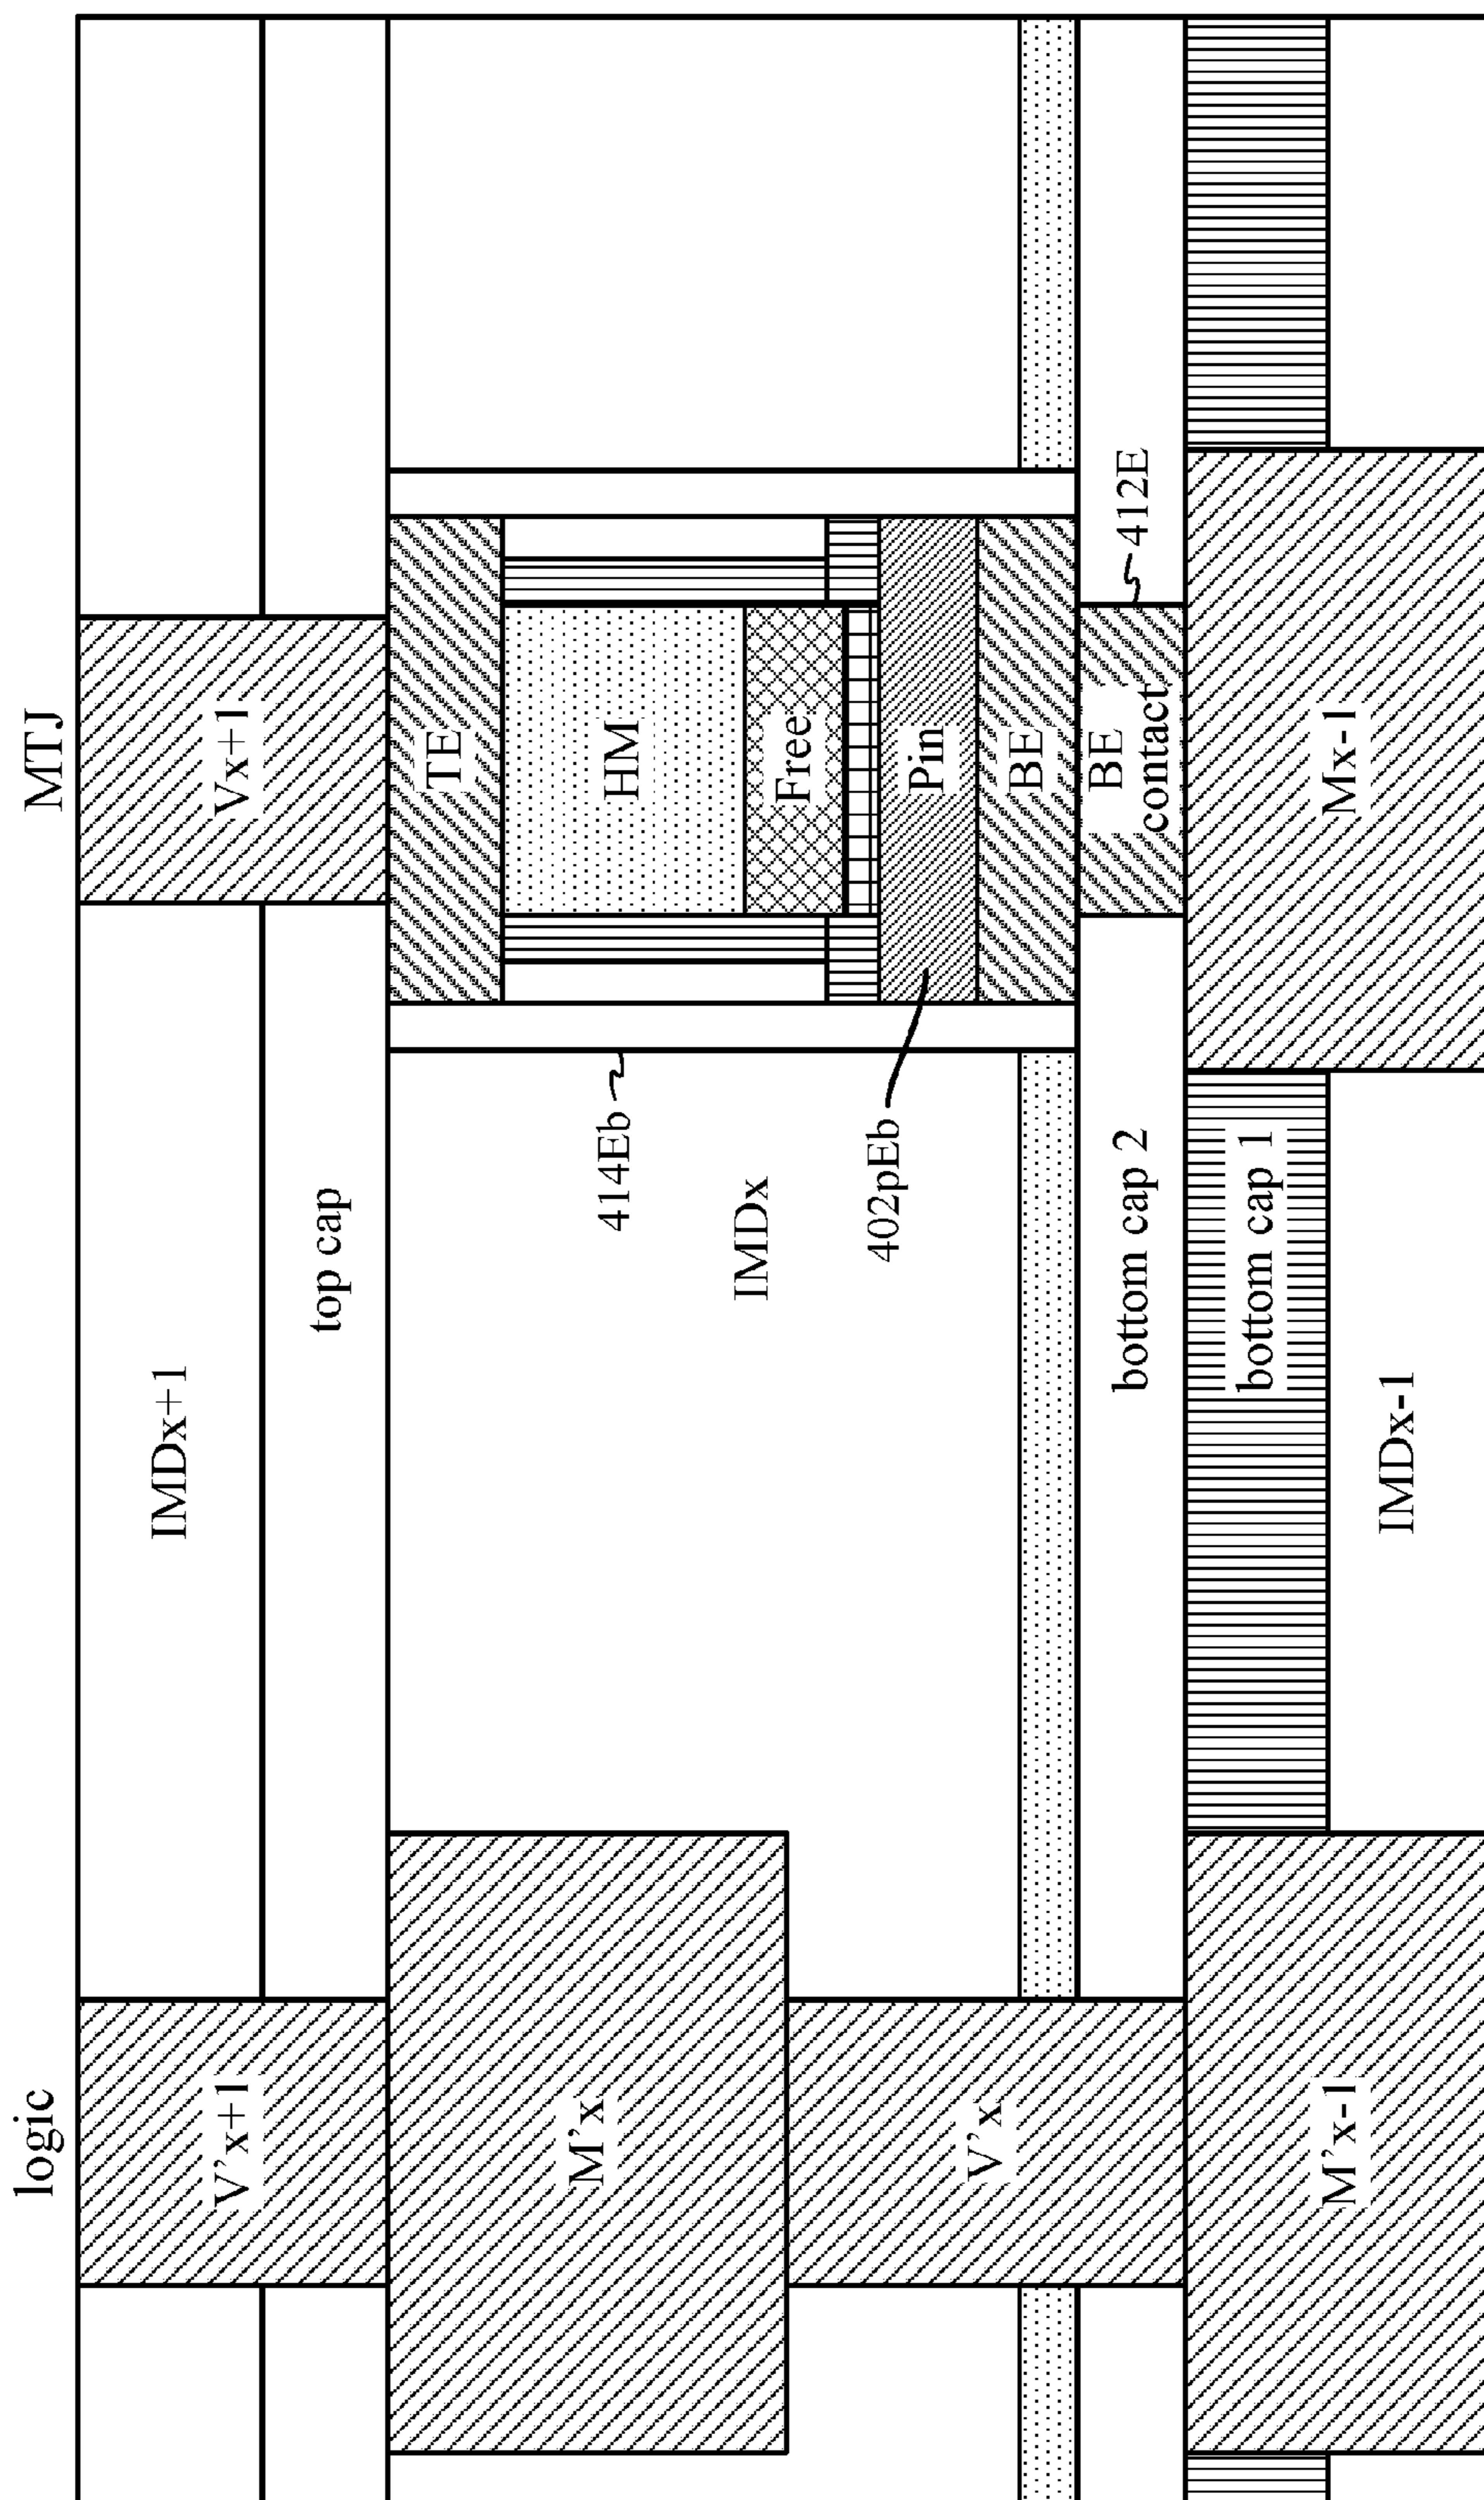 logic
MTJ
V'x+1
IMDx+1
Vx+1
top cap
TE
M'x
414Eb
HM
IMDx
Free
402pEb
Pin
V'x
BE
bottom cap 2
412E
BE
contact
bottom cap 1
M'x-1
IMDx-1
Mx-1